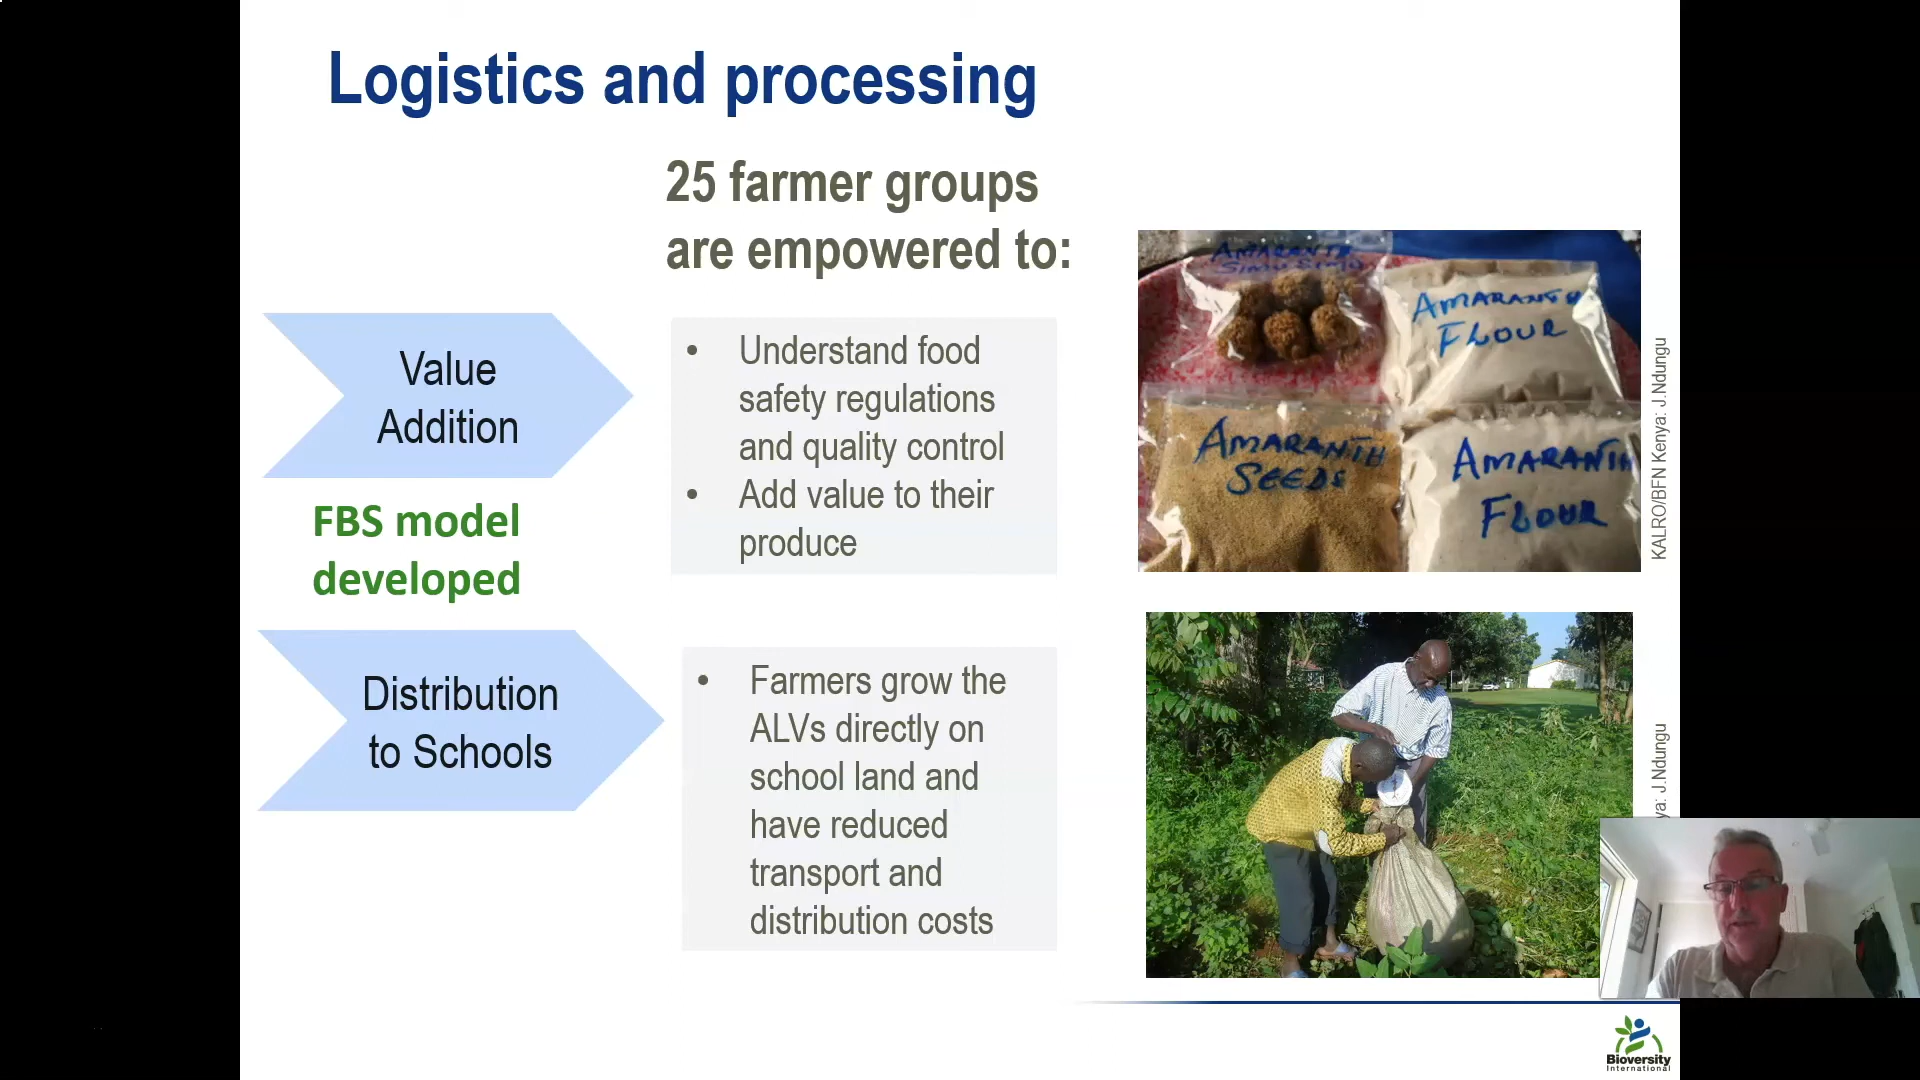 Logistics and processing
25 farmer groups
are empowered to:
Value
Addition
• Understand food
safety regulations
and quality control
• Add value to their
produce
FBS model
developed
Distribution
to Schools
• Farmers grow the
ALVs directly on
school land and
have reduced
transport and
distribution costs
AMARANTH
SIMSIM
AMARANTH
FLOUR
AMARANTH
SEEDS
AMARANTH
FLOUR
KALRO/BFN Kenya: J.Ndungu
ya: J.Ndungu
Bioversity
International